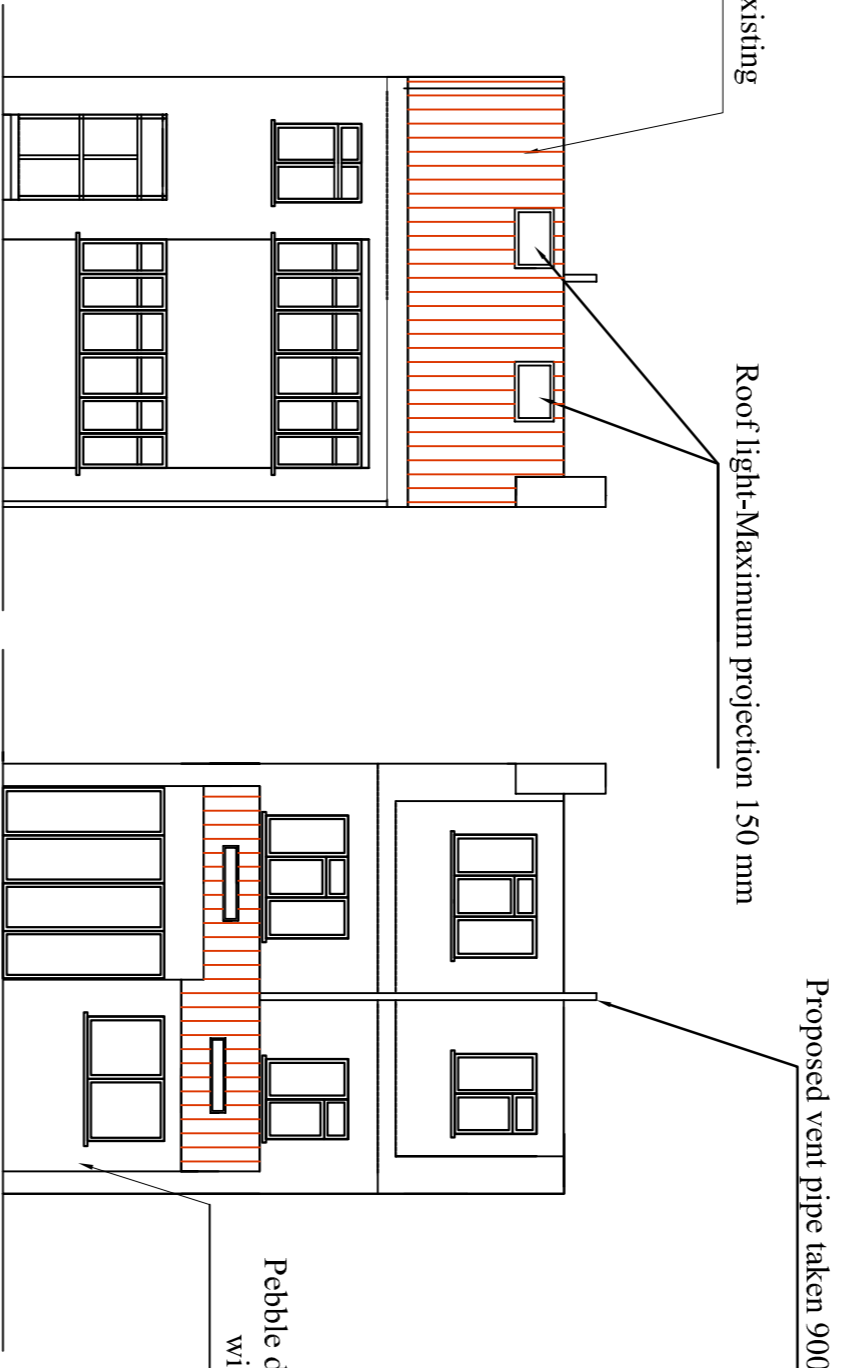 xisting
Roof light-Maximum projection 150 mm
Proposed vent pipe taken 900
Pebble d
wi